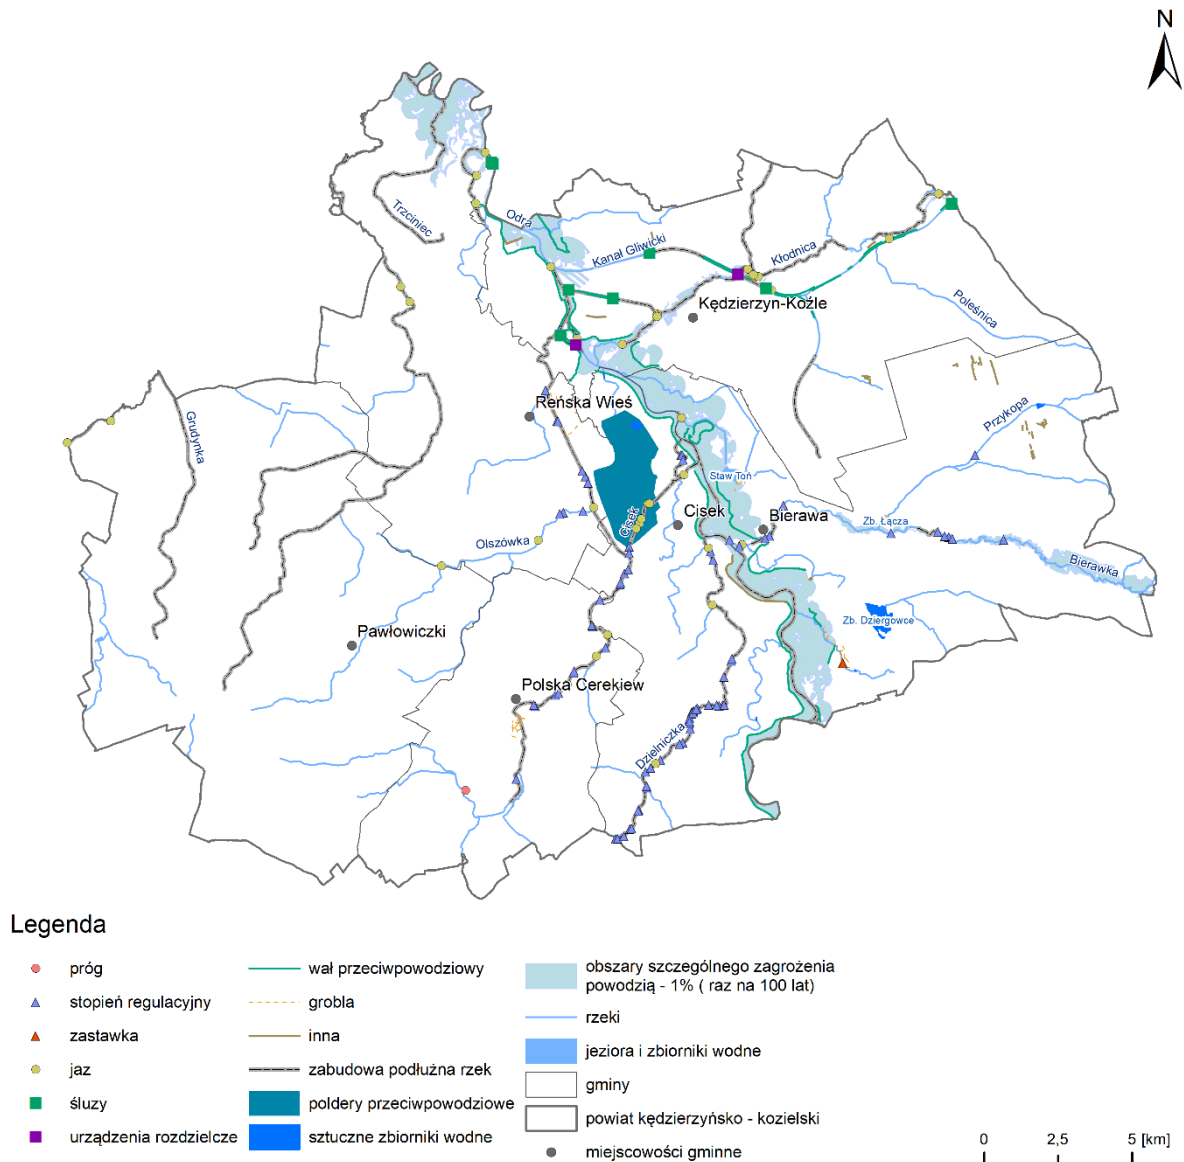 N
Trzciniec
Odra
Kanał Gliwicki
Kłodnica
Poleśnica
Kędzierzyn-Koźle
Grudynka
Reńska Wieś
Przykopa
Staw Toń
Cisek
Cisek
Bierawa
Zb. Łącza
Olszówka
Bierawka
Zb. Dziergowce
Pawłowiczki
Polska Cerekiew
Dzielniczka
Legenda
próg
stopień regulacyjny
zastawka
jaz
śluzy
urządzenia rozdzielcze
wał przeciwpowodziowy
grobla
inna
zabudowa podłużna rzek
poldery przeciwpowodziowe
sztuczne zbiorniki wodne
obszary szczególnego zagrożenia
powodzią - 1% ( raz na 100 lat)
rzeki
jeziora i zbiorniki wodne
gminy
powiat kędzierzyńsko - kozielski
miejscowości gminne
0 2,5 5 [km]